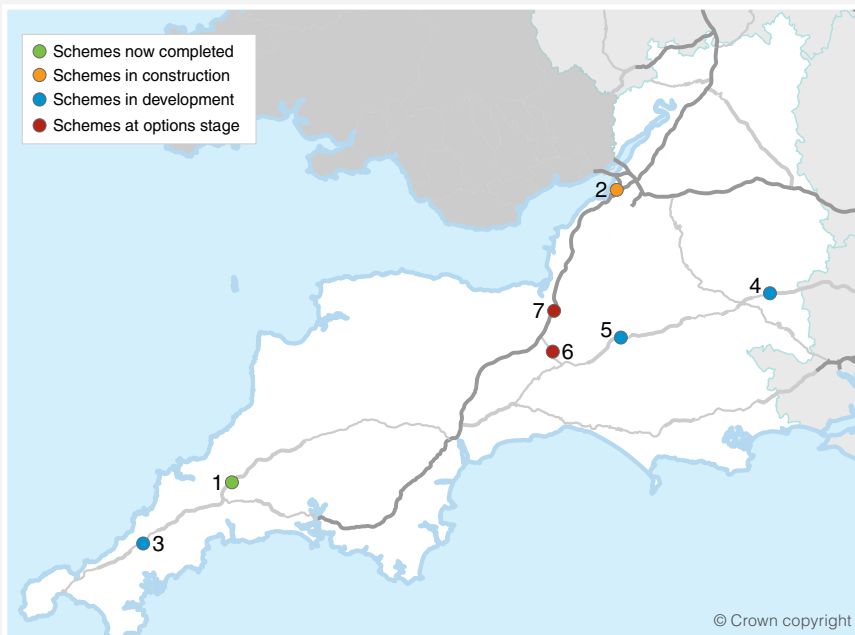 Schemes now completed
Schemes in construction
Schemes in development
Schemes at options stage
2
4
7
5
6
1
3
© Crown copyright